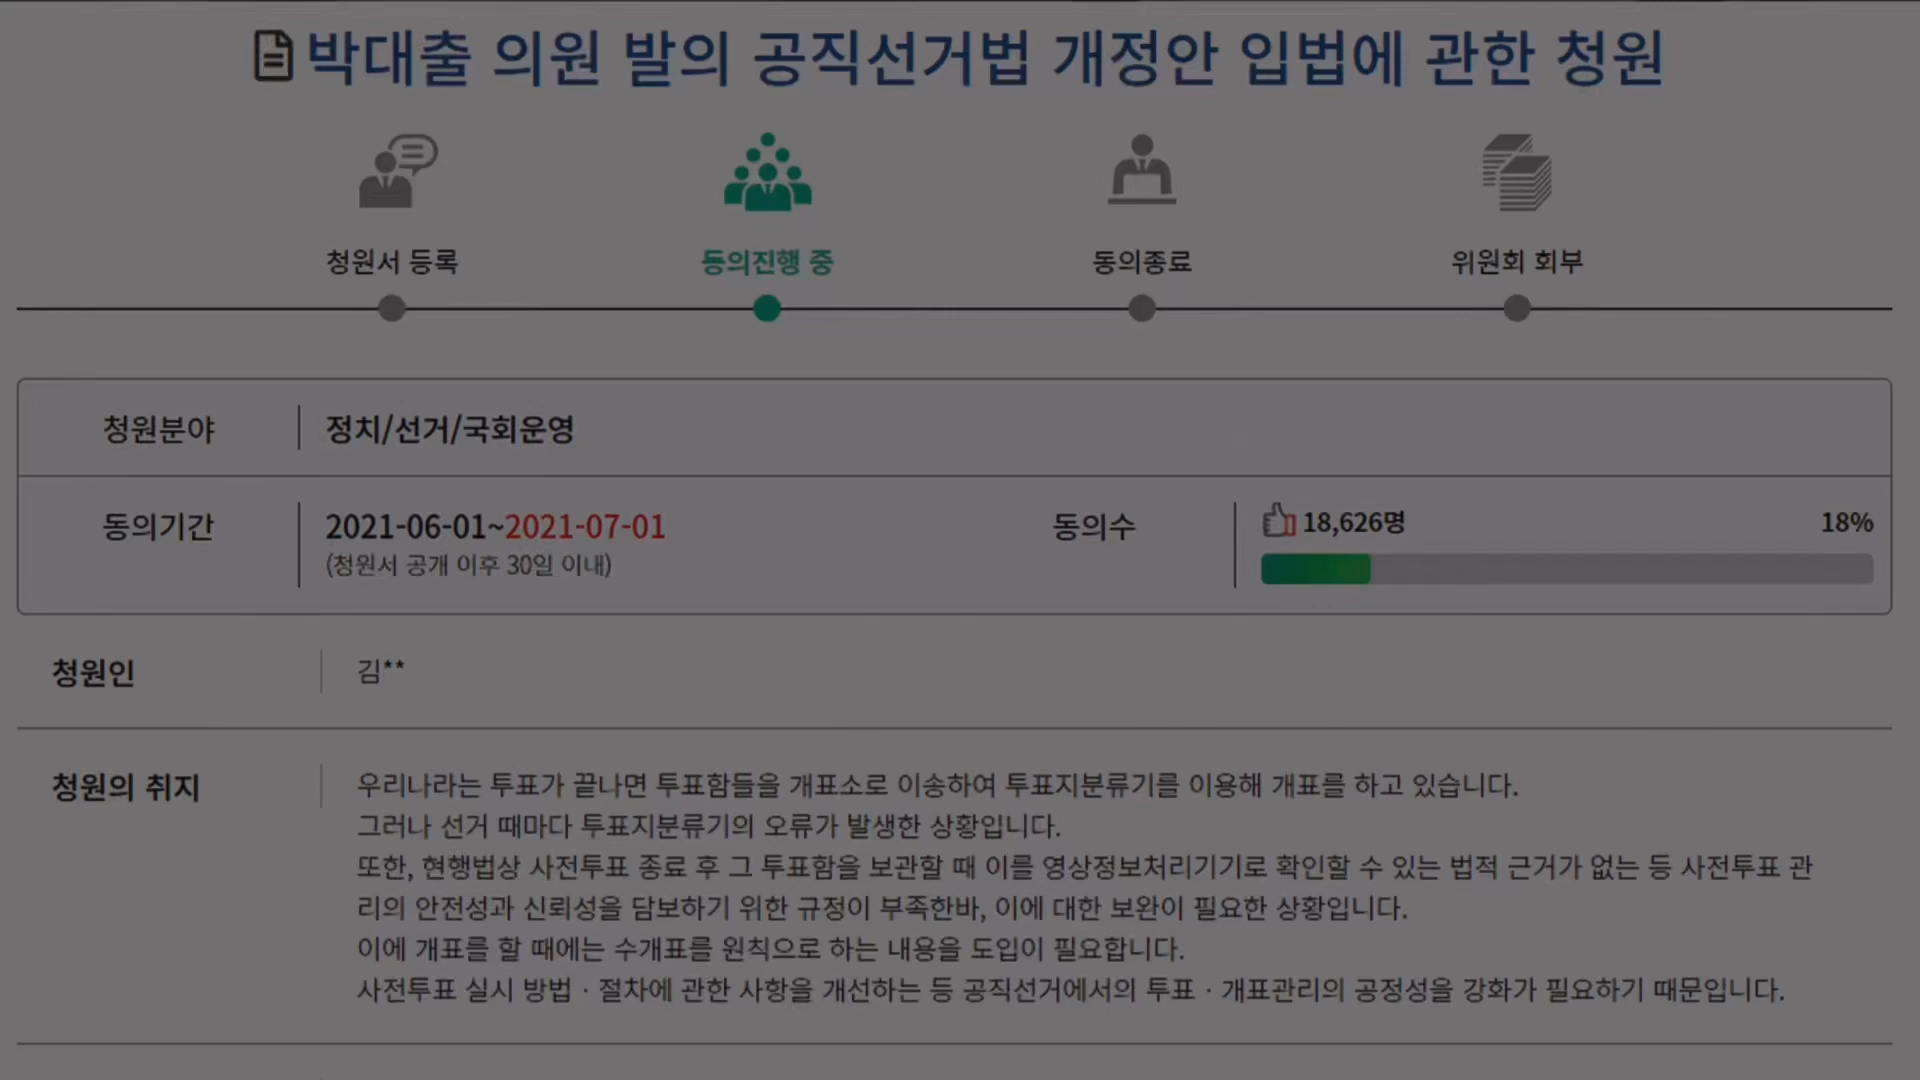 박대출 의원 발의 공직선거법 개정안 입법에 관한 청원
청원서 등록
동의진행 중
동의종료
위원회 회부
청원분야
정치/선거/국회운영
동의기간
2021-06-01~2021-07-01
(청원서 공개 이후 30일 이내)
동의수
18,626명
18%
청원인
김**
청원의 취지
우리나라는 투표가 끝나면 투표함들을 개표소로 이송하여 투표지분류기를 이용해 개표를 하고 있습니다.
그러나 선거 때마다 투표지분류기의 오류가 발생한 상황입니다.
또한, 현행법상 사전투표 종료 후 그 투표함을 보관할 때 이를 영상정보처리기기로 확인할 수 있는 법적 근거가 없는 등 사전투표 관
리의 안전성과 신뢰성을 담보하기 위한 규정이 부족한바, 이에 대한 보완이 필요한 상황입니다.
이에 개표를 할 때에는 수개표를 원칙으로 하는 내용을 도입이 필요합니다.
사전투표 실시 방법 · 절차에 관한 사항을 개선하는 등 공직선거에서의 투표 · 개표관리의 공정성을 강화가 필요하기 때문입니다.